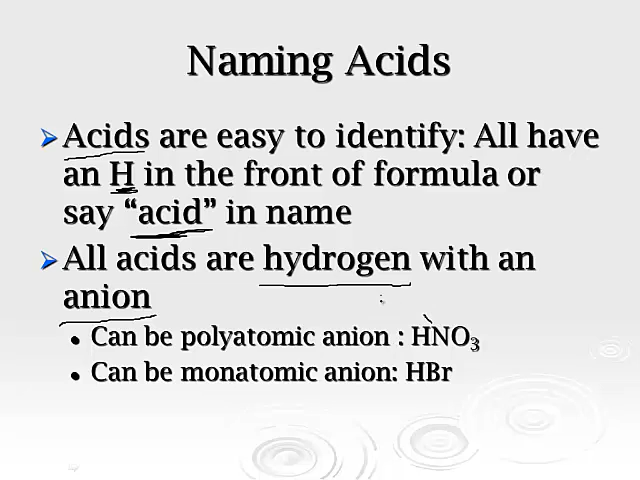 Naming Acids
Acids are easy to identify: All have
an H in the front of formula or
say “acid” in name
All acids are hydrogen with an
anion
Can be polyatomic anion : HNO₃
Can be monatomic anion: HBr